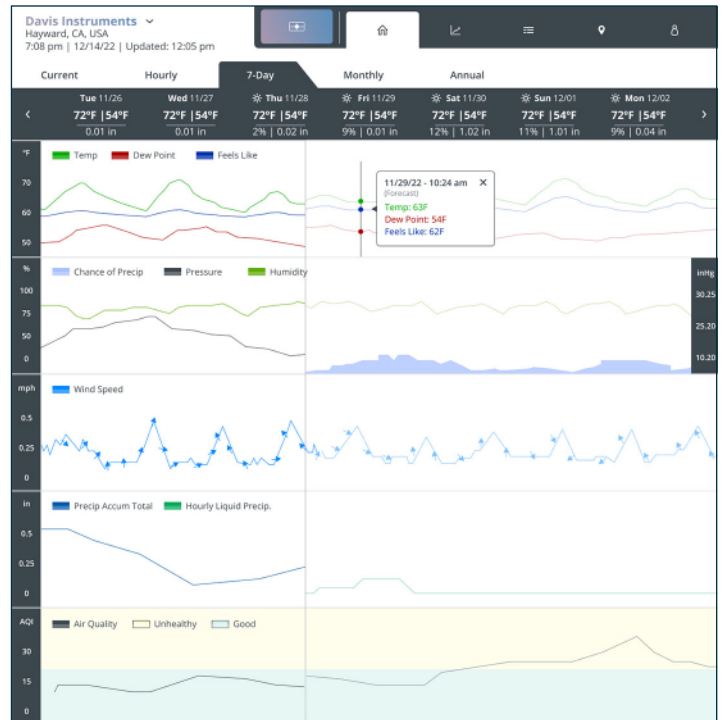 Davis Instruments
Hayward, CA, USA
7:08 pm | 12/14/22 | Updated: 12:05 pm
Current Hourly 7-Day Monthly Annual
Tue 11/26 Wed 11/27 Thu 11/28 Fri 11/29 Sat 11/30 Sun 12/01 Mon 12/02
72°F |54°F 72°F |54°F 72°F |54°F 72°F |54°F 72°F |54°F 72°F |54°F 72°F |54°F
0.01 in 0.01 in 2% | 0.02 in 9% | 0.01 in 12% | 1.02 in 11% | 1.01 in 9% | 0.04 in
°F Temp Dew Point Feels Like
70
60
50
11/29/22 - 10:24 am X
(Forecast)
Temp: 63F
Dew Point: 54F
Feels Like: 62F
% Chance of Precip Pressure Humidity inHg
100 30.25
75
50 25.20
0 10.20
mph Wind Speed
0.5
0.25
0
in Precip Accum Total Hourly Liquid Precip.
0.5
0.25
0
AQI Air Quality Unhealthy Good
30
15
0